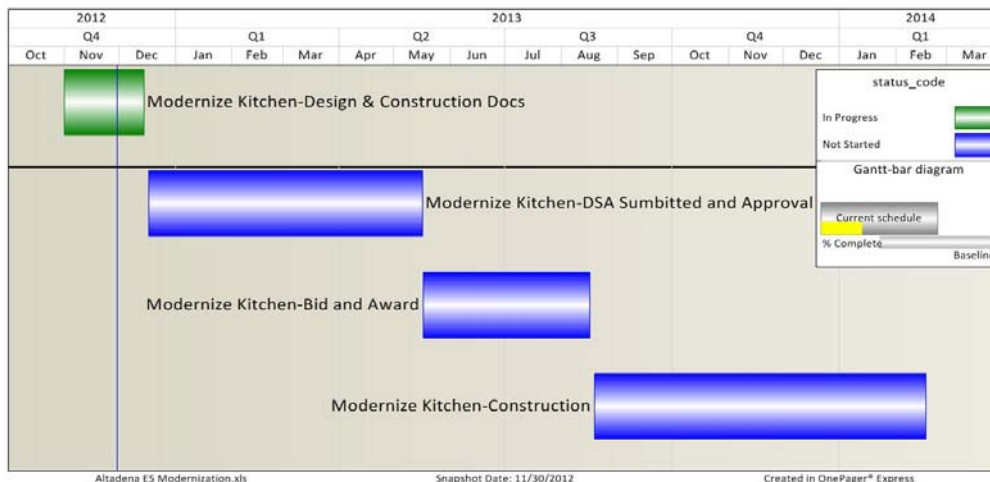 2012 2013 2014
Q4 Q1 Q2 Q3 Q4 Q1
Oct Nov Dec Jan Feb Mar Apr May Jun Jul Aug Sep Oct Nov Dec Jan Feb Mar
Modernize Kitchen-Design & Construction Docs
status_code
In Progress
Not Started
Gantt-bar diagram
Modernize Kitchen-DSA Sumbitted and Approval
Current schedule
% Complete
Baseline
Modernize Kitchen-Bid and Award
Modernize Kitchen-Construction
Altadena ES Modernization.xls Snapshot Date: 11/30/2012 Created in OnePager® Express